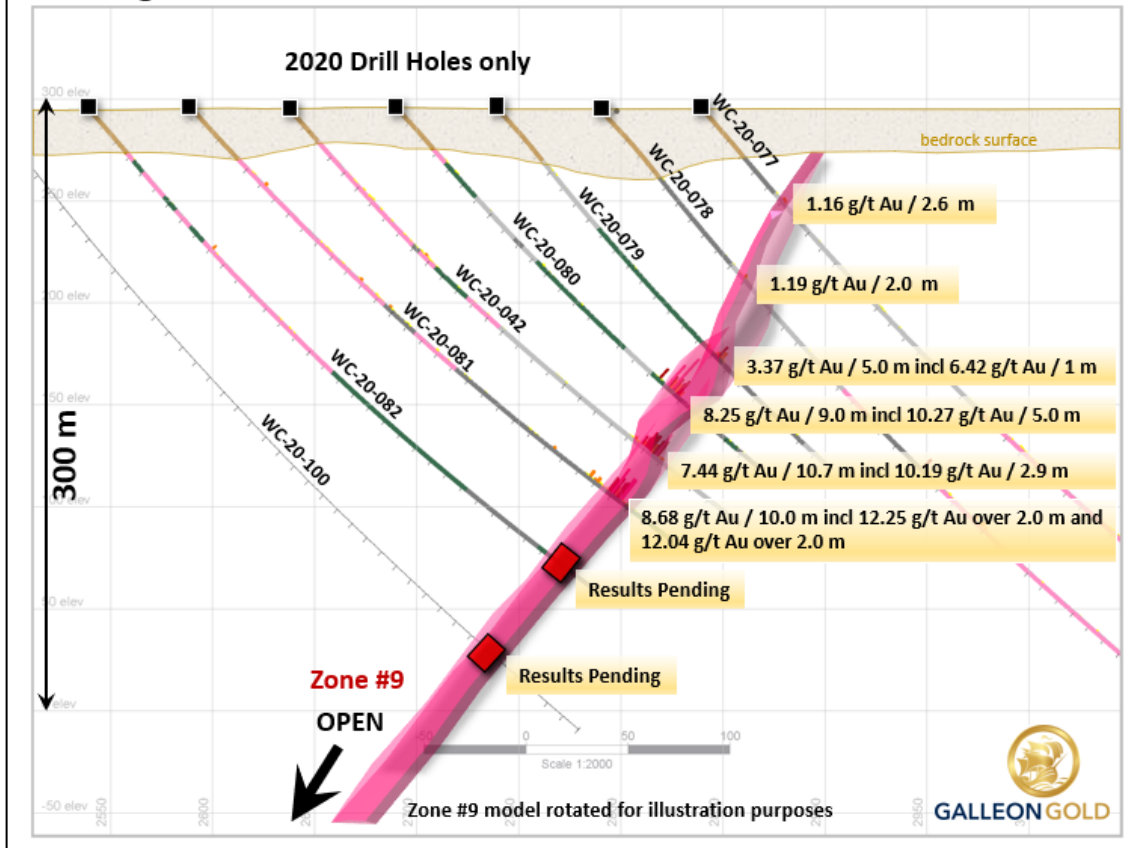 2020 Drill Holes only
300 elev
bedrock surface
WC-20-077
WC-20-078
WC-20-079
WC-20-080
WC-20-042
WC-20-081
WC-20-082
WC-20-100
1.16 g/t Au / 2.6 m
200 elev
1.19 g/t Au / 2.0 m
3.37 g/t Au / 5.0 m incl 6.42 g/t Au / 1 m
8.25 g/t Au / 9.0 m incl 10.27 g/t Au / 5.0 m
300 m
7.44 g/t Au / 10.7 m incl 10.19 g/t Au / 2.9 m
8.68 g/t Au / 10.0 m incl 12.25 g/t Au over 2.0 m and
12.04 g/t Au over 2.0 m
Results Pending
Results Pending
Zone #9
OPEN
-50 0 50 100
Scale 1:2000
-50 elev
2550
2600
2850
Zone #9 model rotated for illustration purposes
GALLEON GOLD